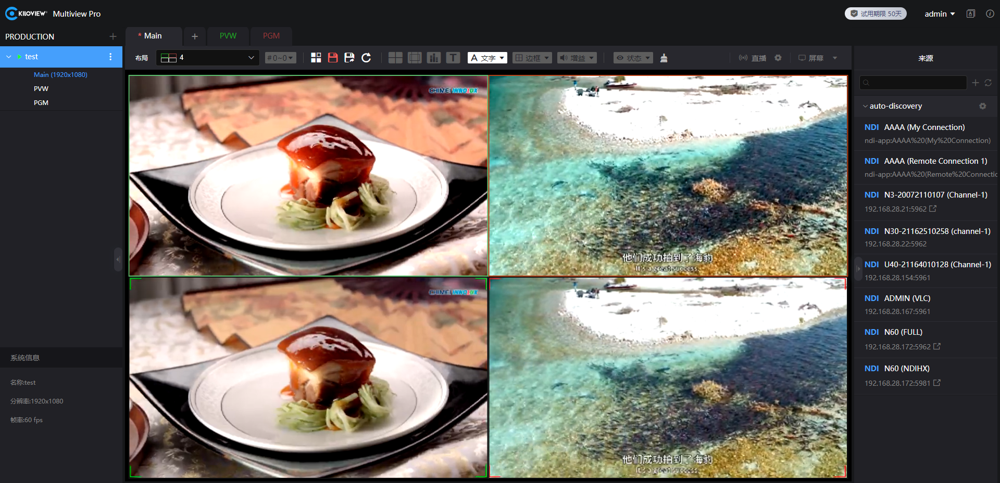 KILOVIEW Multiview Pro
试用期限 50天
admin
PRODUCTION
* Main
PVW
PGM
test
布局
4
#0~0
T
A 文字
边框
增益
状态
直播
屏幕
来源
Main (1920x1080)
PVW
PGM
CHIMEI INNOLUX
他们成功拍到了海豹
It's a great success.
CHIMEI INNOLUX
他们成功拍到了海豹
It's a great success.
auto-discovery
NDI AAAA (My Connection)
ndi-app:AAAA%20(My%20Connection)
NDI AAAA (Remote Connection 1)
ndi-app:AAAA%20(Remote%20Connectic
NDI N3-20072110107 (Channel-1)
192.168.28.21:5962
NDI N30-21162510258 (channel-1)
192.168.28.22:5962
NDI U40-21164010128 (Channel-1)
192.168.28.154:5961
NDI ADMIN (VLC)
192.168.28.167:5961
NDI N60 (FULL)
192.168.28.172:5962
NDI N60 (NDIHX)
192.168.28.172:5981
系统信息
名称:test
分辨率:1920x1080
帧率:60 fps